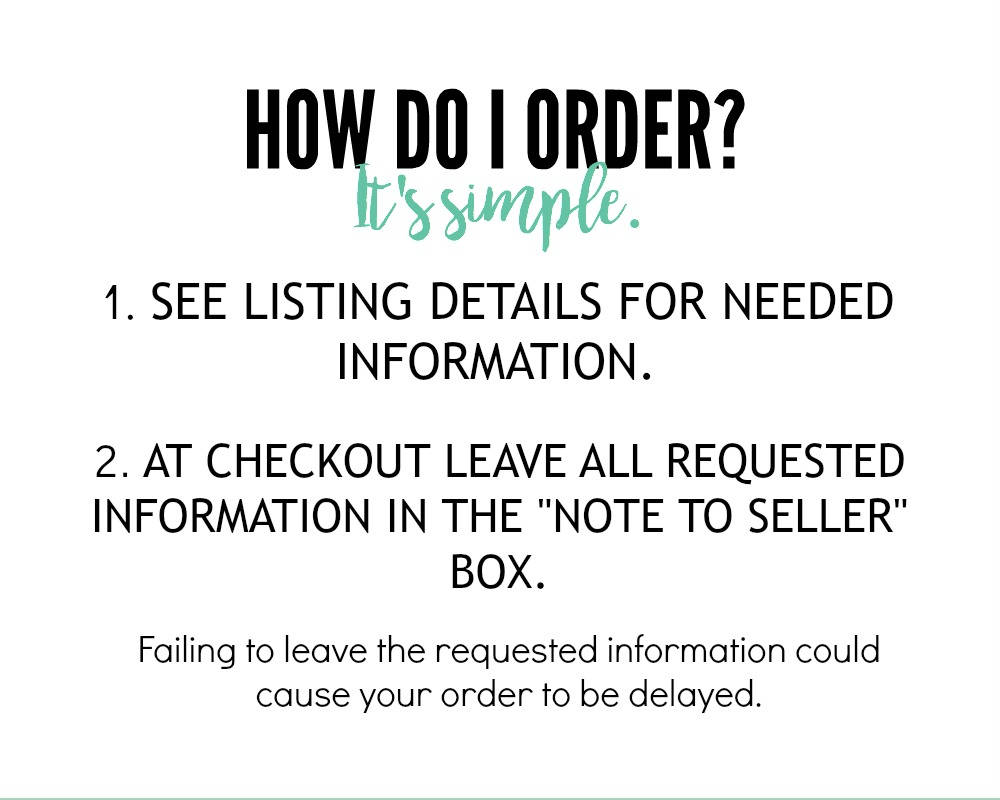 HOW DO I ORDER?
It's simple.
1. SEE LISTING DETAILS FOR NEEDED
INFORMATION.
2. AT CHECKOUT LEAVE ALL REQUESTED
INFORMATION IN THE "NOTE TO SELLER"
BOX.
Failing to leave the requested information could
cause your order to be delayed.